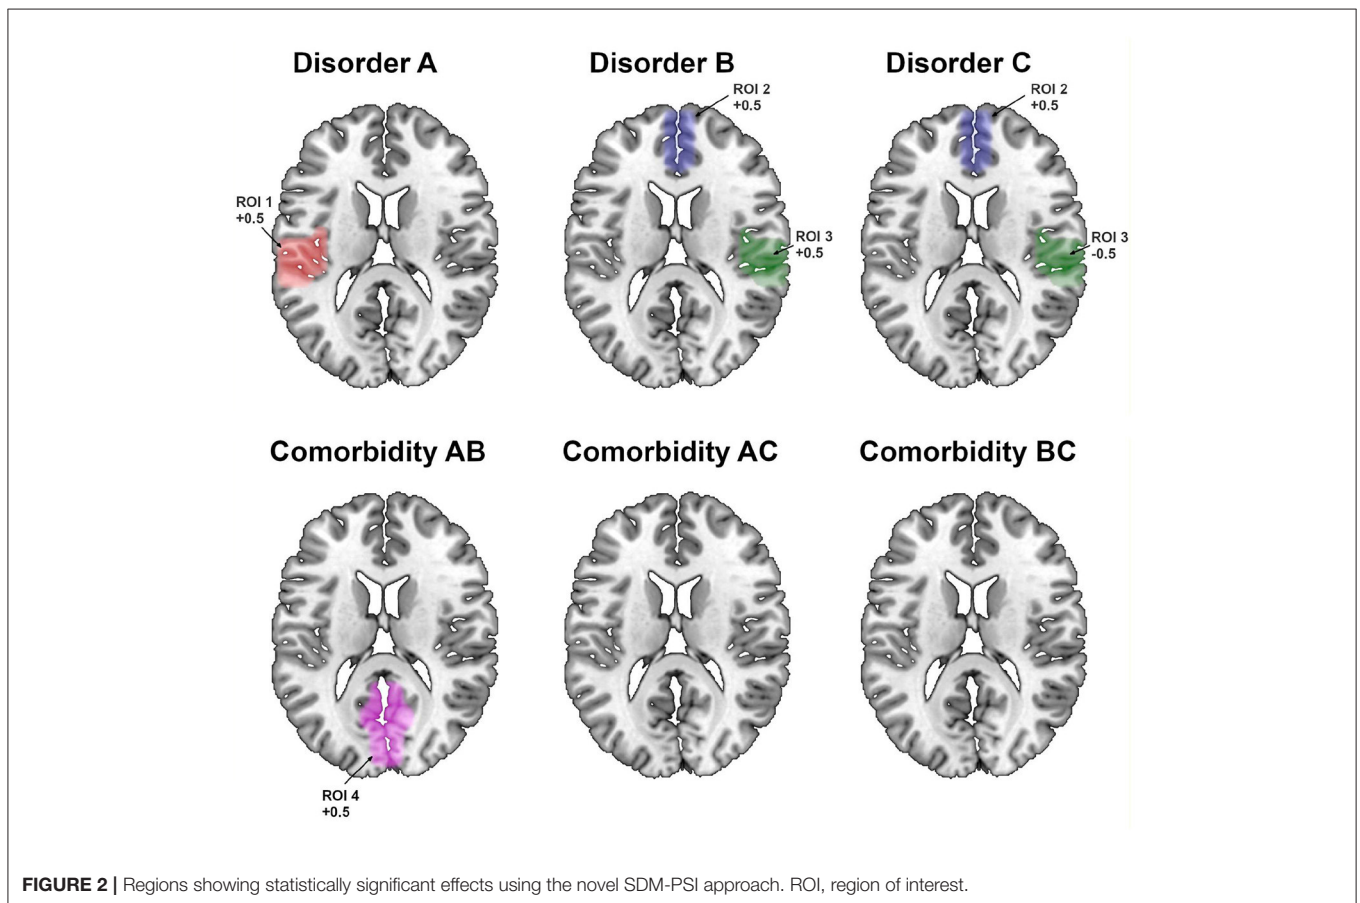 Disorder A
Disorder B
Disorder C
ROI 2
+0.5
ROI 2
+0.5
ROI 1
+0.5
ROI 3
+0.5
ROI 3
-0.5
Comorbidity AB
Comorbidity AC
Comorbidity BC
ROI 4
+0.5
FIGURE 2 | Regions showing statistically significant effects using the novel SDM-PSI approach. ROI, region of interest.